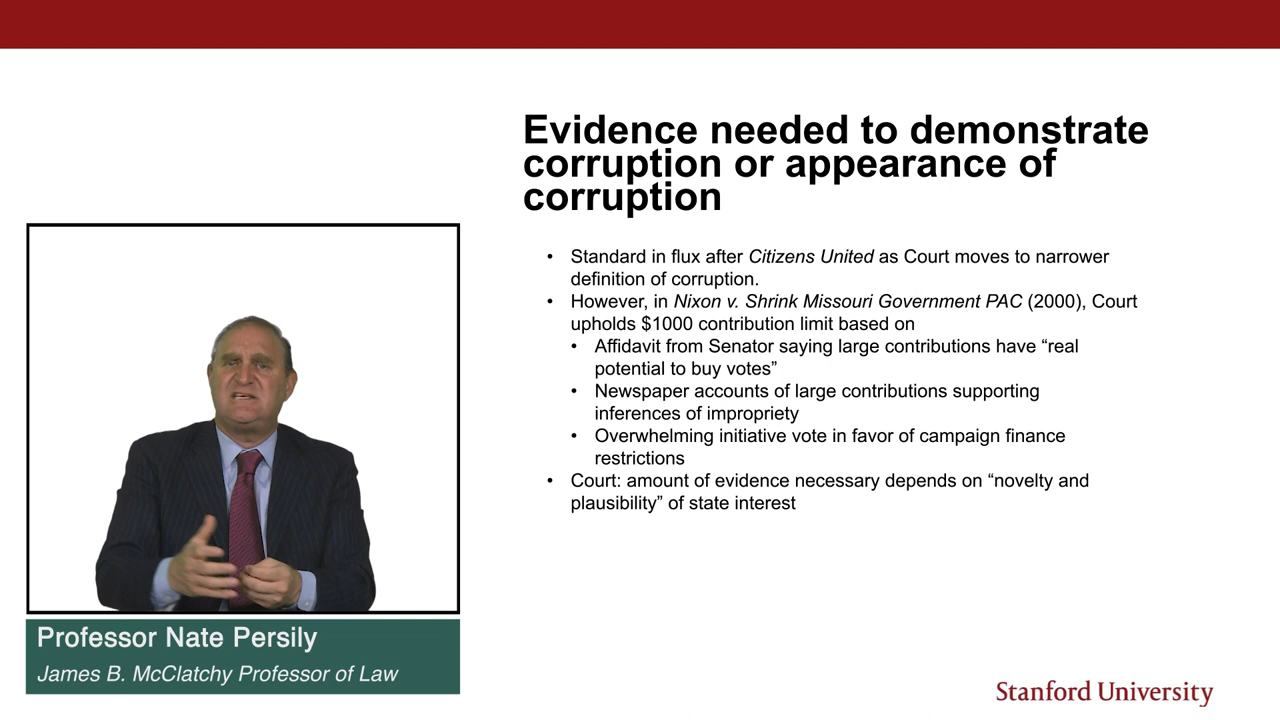 Evidence needed to demonstrate
corruption or appearance of
corruption
• Standard in flux after Citizens United as Court moves to narrower
definition of corruption.
• However, in Nixon v. Shrink Missouri Government PAC (2000), Court
upholds $1000 contribution limit based on
• Affidavit from Senator saying large contributions have “real
potential to buy votes”
• Newspaper accounts of large contributions supporting
inferences of impropriety
• Overwhelming initiative vote in favor of campaign finance
restrictions
• Court: amount of evidence necessary depends on “novelty and
plausibility” of state interest
Professor Nate Persily
James B. McClatchy Professor of Law
Stanford University